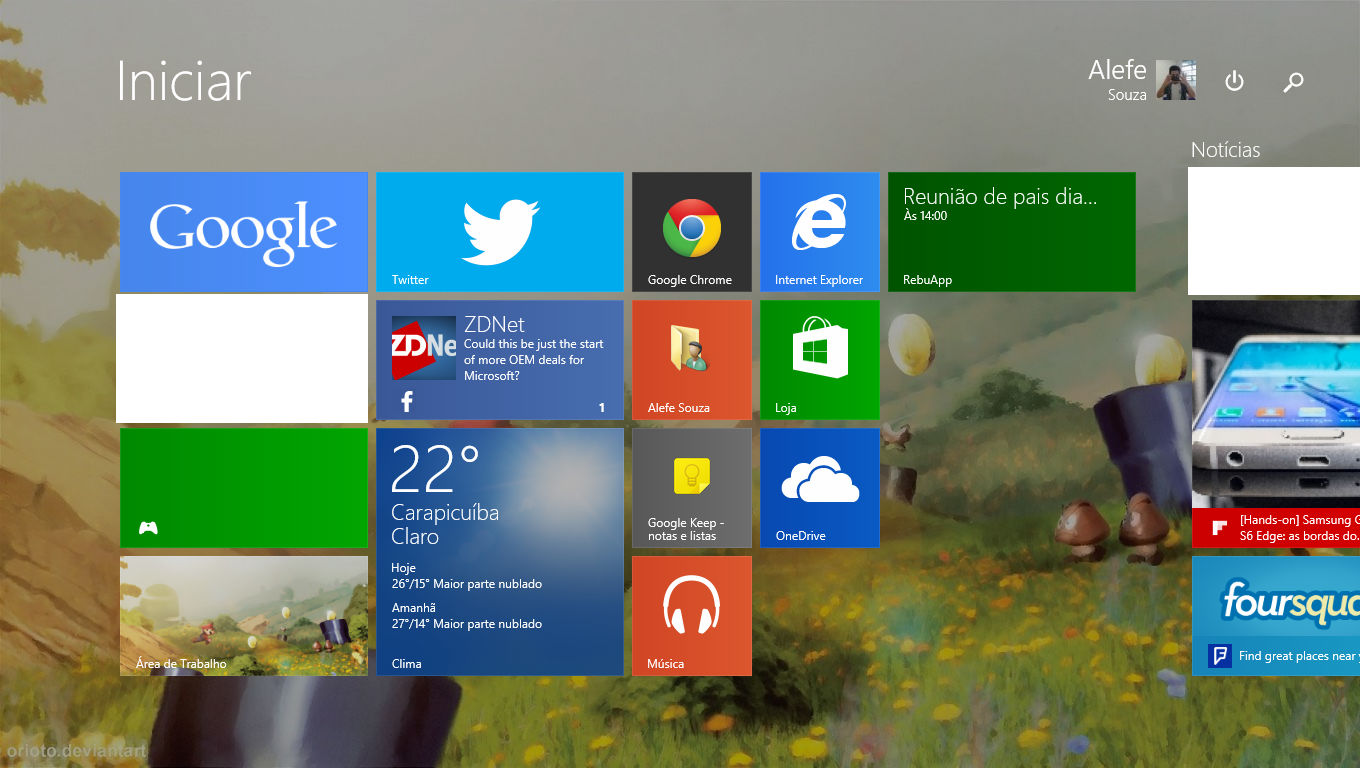 Iniciar
Alefe
Souza
Notícias
Google
Twitter
Google Chrome
Internet Explorer
Reunião de pais dia...
Às 14:00
RebuApp
ZDNe
ZDNet
Could this be just the start
of more OEM deals for
Microsoft?
1
Alefe Souza
Loja
22°
Carapicuíba
Claro
Hoje
26°/15° Maior parte nublado
Amanhã
27°/14° Maior parte nublado
Clima
Google Keep -
notas e listas
OneDrive
Área de Trabalho
Música
[Hands-on] Samsung G
S6 Edge: as bordas do.
foursqua
Find great places near y
orioto.deviantart